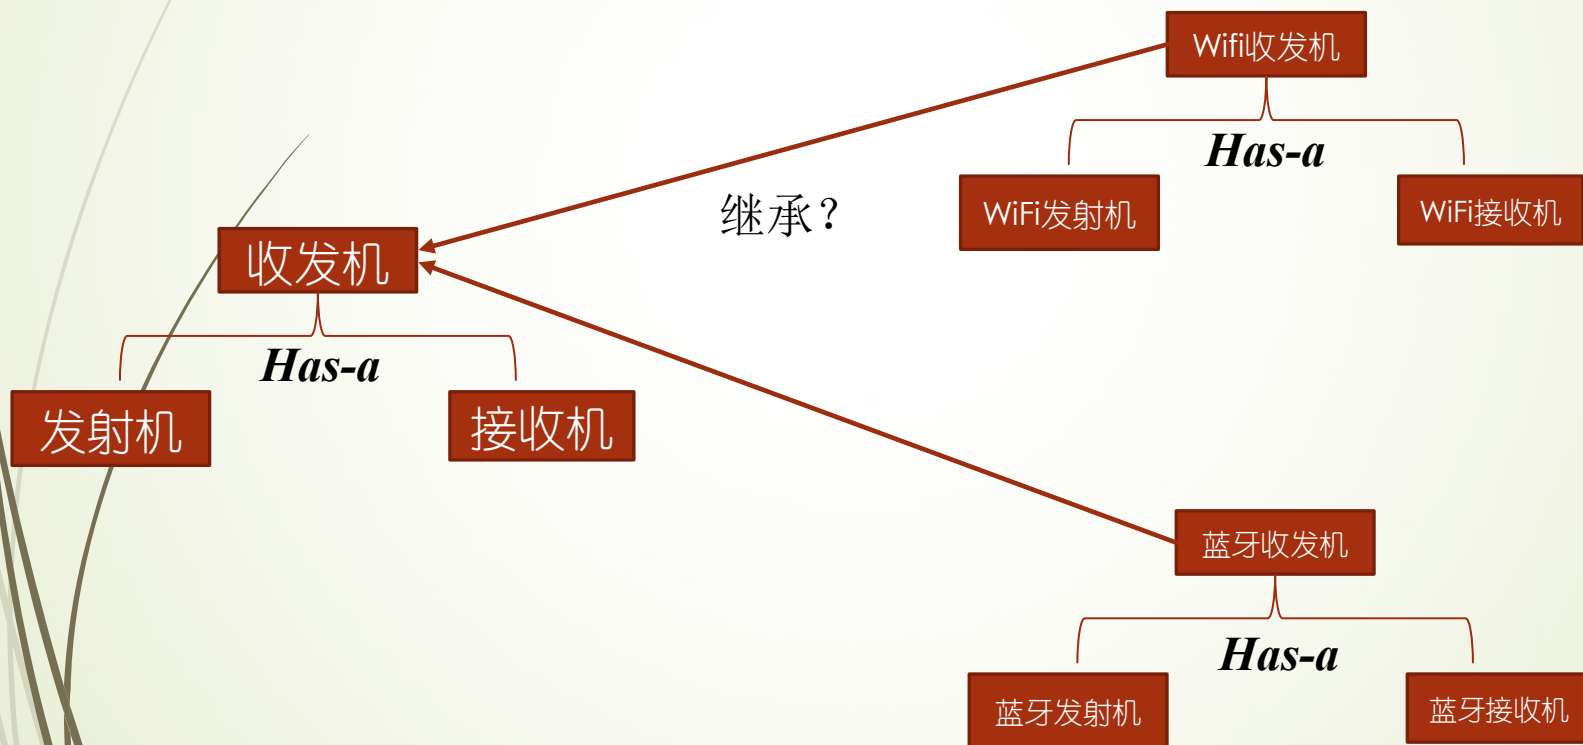 Wifi收发机
Has-a
WiFi发射机
WiFi接收机
继承?
收发机
Has-a
发射机
接收机
蓝牙收发机
Has-a
蓝牙发射机
蓝牙接收机